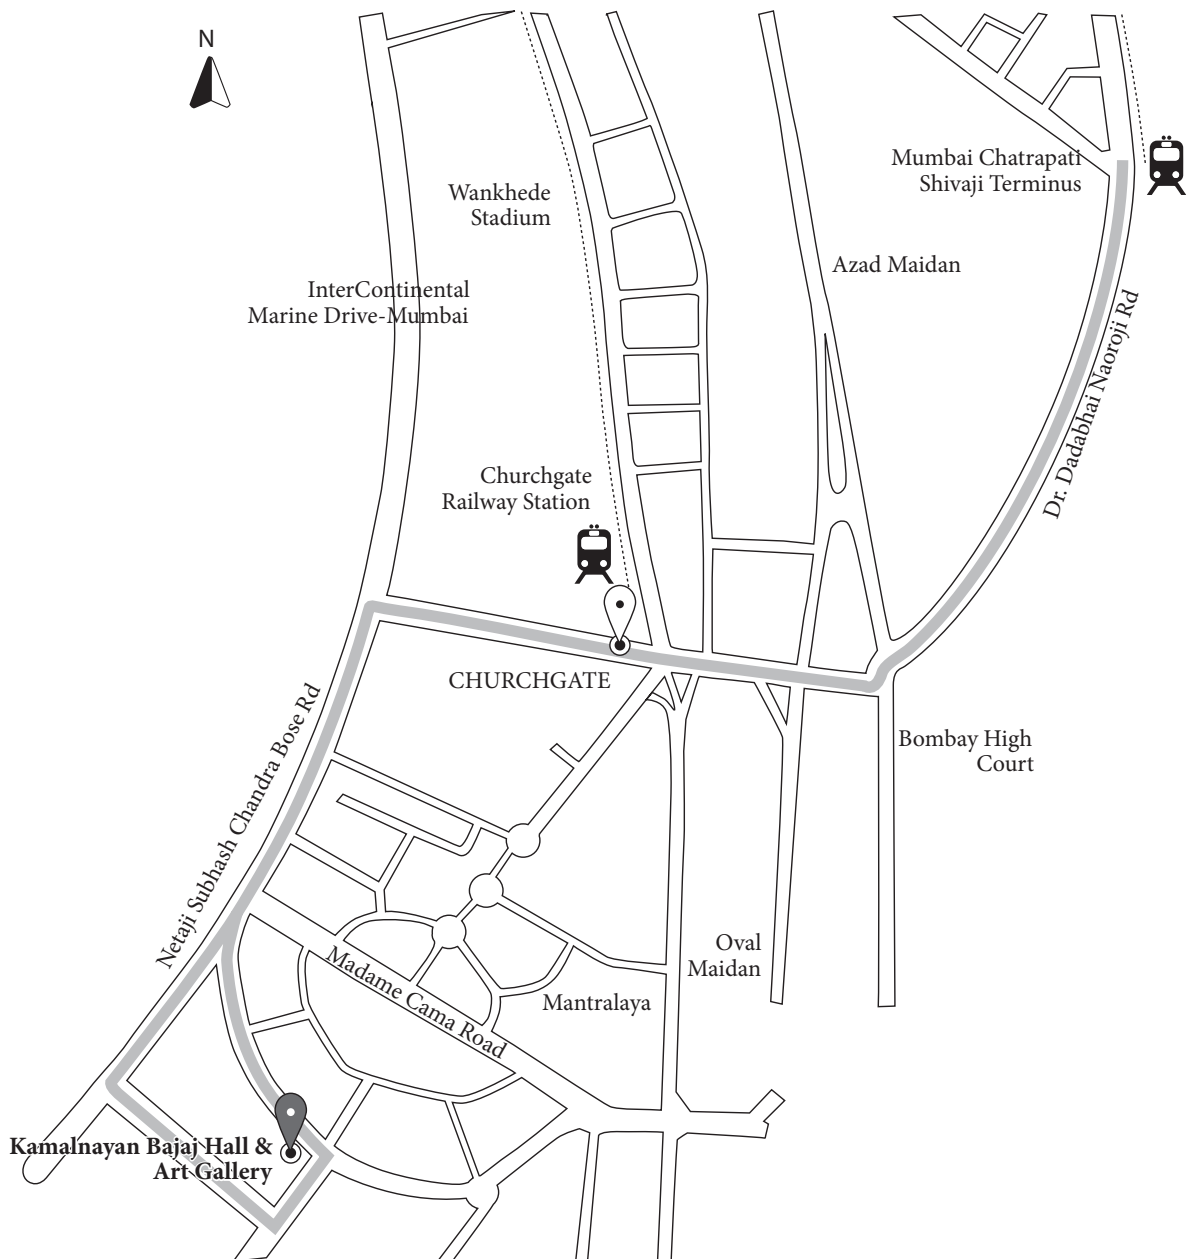 N
Mumbai Chatrapati
Shivaji Terminus
Wankhede
Stadium
Azad Maidan
InterContinental
Marine Drive-Mumbai
Dr. Dadabhai Naoroji Rd
Churchgate
Railway Station
CHURCHGATE
Netaji Subhash Chandra Bose Rd
Bombay High
Court
Oval
Maidan
Madame Cama Road
Mantralaya
Kamalnayan Bajaj Hall &
Art Gallery